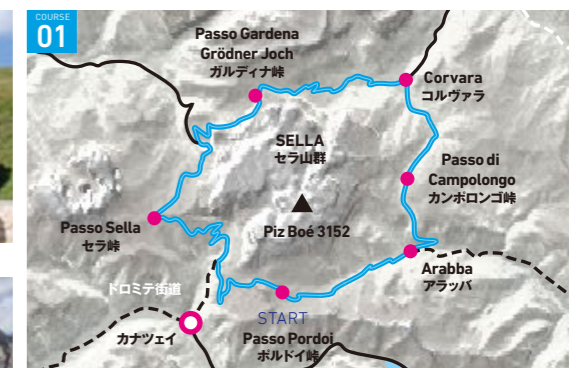 COURSE
01
Passo Gardena
Grödner Joch
ガルディナ峠
Corvara
コルヴァラ
SELLA
セラ山群
Passo di
Campolongo
カンポロンゴ峠
Piz Boé 3152
Passo Sella
セラ峠
Arabba
アラッバ
ドロミテ街道
START
Passo Pordoi
ポルドイ峠
カナツェイ